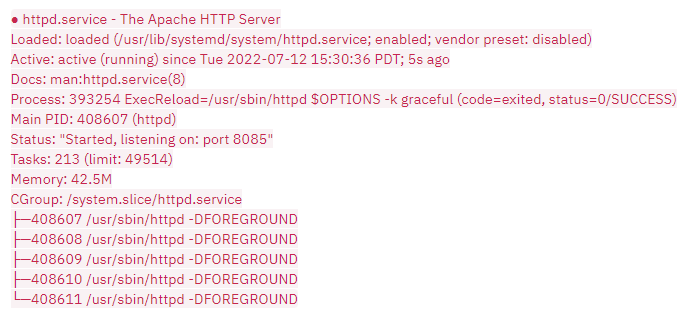 ● httpd.service - The Apache HTTP Server
Loaded: loaded (/usr/lib/systemd/system/httpd.service; enabled; vendor preset: disabled)
Active: active (running) since Tue 2022-07-12 15:30:36 PDT; 5s ago
Docs: man:httpd.service(8)
Process: 393254 ExecReload=/usr/sbin/httpd $OPTIONS -k graceful (code=exited, status=0/SUCCESS)
Main PID: 408607 (httpd)
Status: "Started, listening on: port 8085"
Tasks: 213 (limit: 49514)
Memory: 42.5M
CGroup: /system.slice/httpd.service
├─408607 /usr/sbin/httpd -DFOREGROUND
├─408608 /usr/sbin/httpd -DFOREGROUND
├─408609 /usr/sbin/httpd -DFOREGROUND
├─408610 /usr/sbin/httpd -DFOREGROUND
└─408611 /usr/sbin/httpd -DFOREGROUND